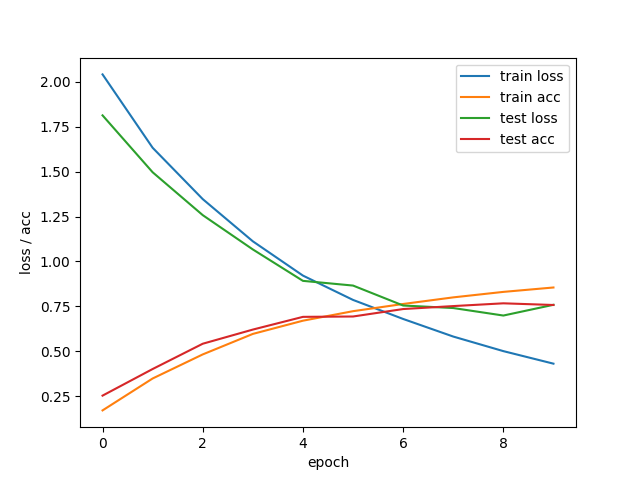 train loss
train acc
test loss
test acc
2.00
1.75
1.50
1.25
1.00
0.75
0.50
0.25
loss / acc
0 2 4 6 8
epoch